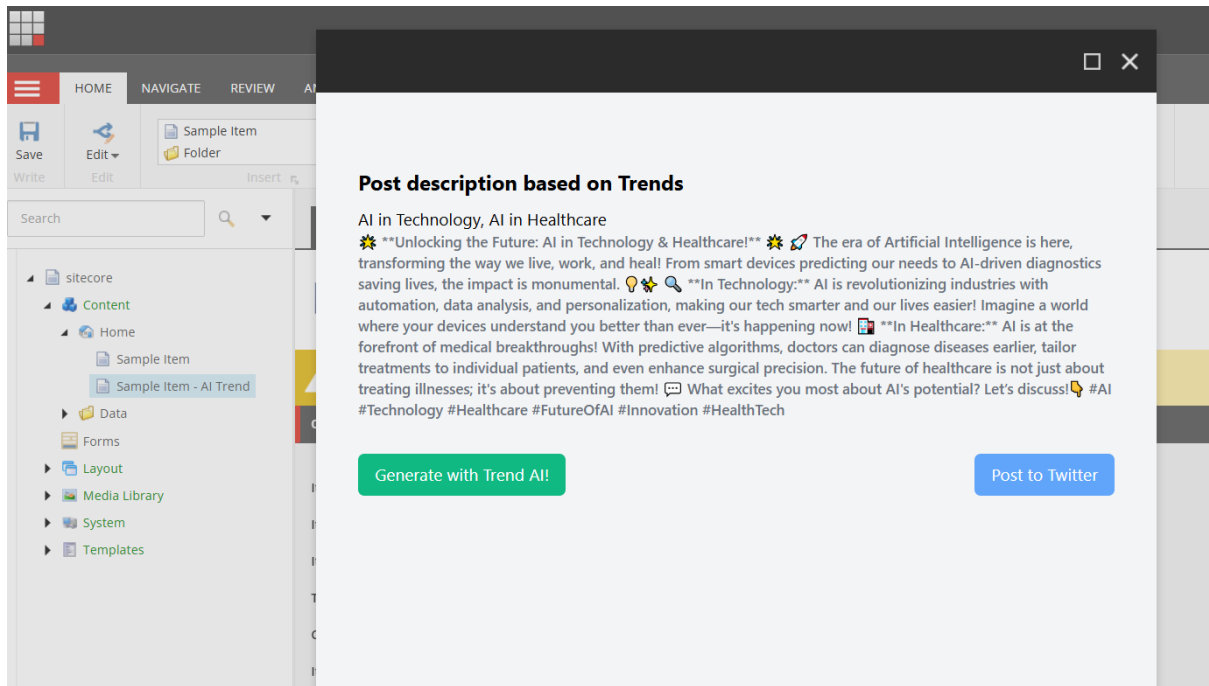 HOME NAVIGATE REVIEW
Save
Edit
Sample Item
Folder
Write Edit Insert
Search
sitecore
Content
Home
Sample Item
Sample Item - AI Trend
Data
Forms
Layout
Media Library
System
Templates
Post description based on Trends
AI in Technology, AI in Healthcare
🌟 **Unlocking the Future: AI in Technology & Healthcare!** 🌟 🚀 The era of Artificial Intelligence is here,
transforming the way we live, work, and heal! From smart devices predicting our needs to AI-driven diagnostics
saving lives, the impact is monumental. 💡✨ 🔍 **In Technology:** AI is revolutionizing industries with
automation, data analysis, and personalization, making our tech smarter and our lives easier! Imagine a world
where your devices understand you better than ever—it's happening now! 🏥 **In Healthcare:** AI is at the
forefront of medical breakthroughs! With predictive algorithms, doctors can diagnose diseases earlier, tailor
treatments to individual patients, and even enhance surgical precision. The future of healthcare is not just about
treating illnesses; it's about preventing them! 💬 What excites you most about AI's potential? Let's discuss!👇 #AI
#Technology #Healthcare #FutureOfAI #Innovation #HealthTech
Generate with Trend AI!
Post to Twitter